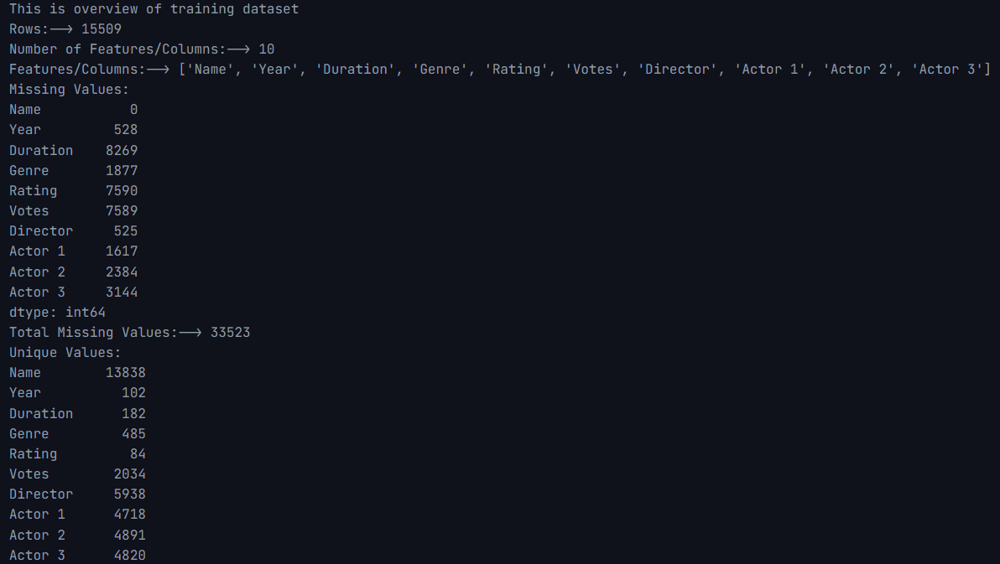 This is overview of training dataset
Rows:--> 15509
Number of Features/Columns:--> 10
Features/Columns:--> ['Name', 'Year', 'Duration', 'Genre', 'Rating', 'Votes', 'Director', 'Actor 1', 'Actor 2', 'Actor 3']
Missing Values:
Name 0
Year 528
Duration 8269
Genre 1877
Rating 7590
Votes 7589
Director 525
Actor 1 1617
Actor 2 2384
Actor 3 3144
dtype: int64
Total Missing Values:--> 33523
Unique Values:
Name 13838
Year 102
Duration 182
Genre 485
Rating 84
Votes 2034
Director 5938
Actor 1 4718
Actor 2 4891
Actor 3 4820